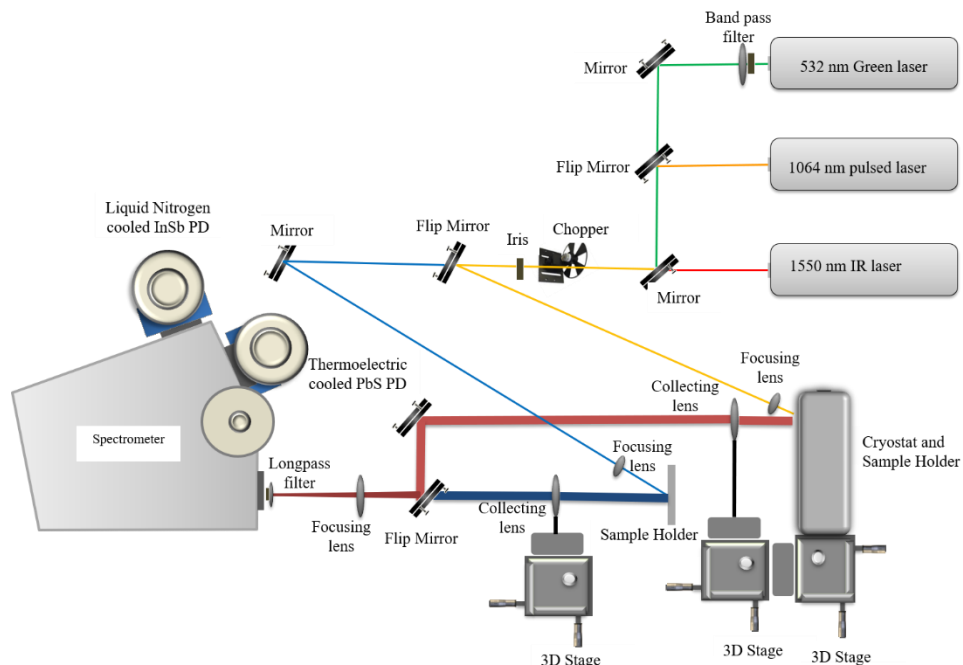 Band pass
filter
532 nm Green laser
Mirror
Flip Mirror
1064 nm pulsed laser
Liquid Nitrogen
cooled InSb PD
Mirror
Flip Mirror
Iris
Chopper
1550 nm IR laser
Mirror
Thermoelectric
cooled PbS PD
Focusing
lens
Collecting
lens
Spectrometer
Cryostat and
Sample Holder
Longpass
filter
Focusing
lens
Focusing
lens
Flip Mirror
Collecting
lens
Sample Holder
3D Stage
3D Stage
3D Stage